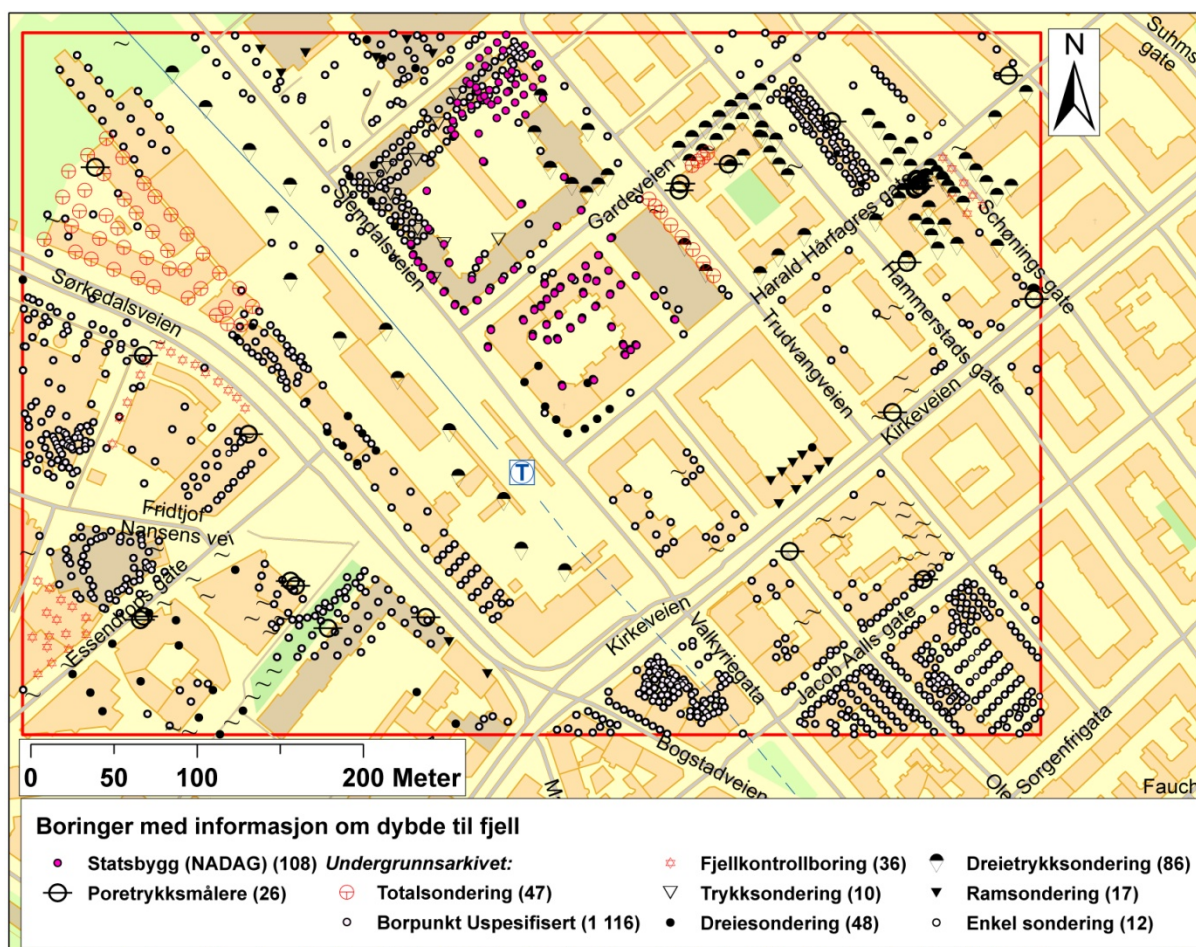 Suhms
gate
N
Slemdalsveien
Gardeveien
Harald Hårfagres gate
Schønings gate
Sørkedalsveien
Hammerstads
gate
Trudvangveien
Kirkeveien
T
Fridtjof
Nansens vei
Essendrops gate
Kirkeveien
Valkyriegata
Jacob Aalls gate
Bogstadveien
Ole
Sorgenfrigata
M-
Fauch
0 50 100 200 Meter
Boringer med informasjon om dybde til fjell
Statsbygg (NADAG) (108) Undergrunnsarkivet: Fjellkontrollboring (36) Dreietrykksondering (86)
Poretrykksmålere (26) Totalsondering (47) Trykksondering (10) Ramsondering (17)
Borpunkt Uspesifisert (1 116) Dreiesondering (48) Enkel sondering (12)